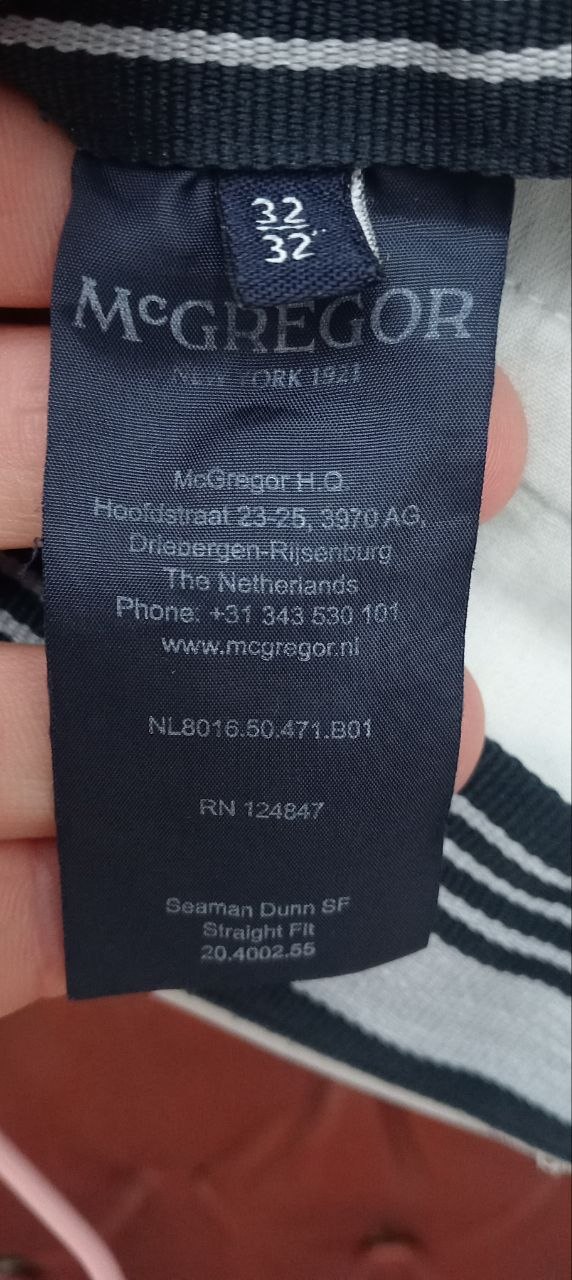 32
32
McGREGOR
NEW YORK 1921
McGregor H.Q.
Hoofdstraat 23-25, 3970 AG,
Driebergen-Rijsenburg
The Netherlands
Phone: +31 343 530 101
www.mcgregor.nl
NL8016.50.471.B01
RN 124847
Seaman Dunn SF
Straight Fit
20.4002.55